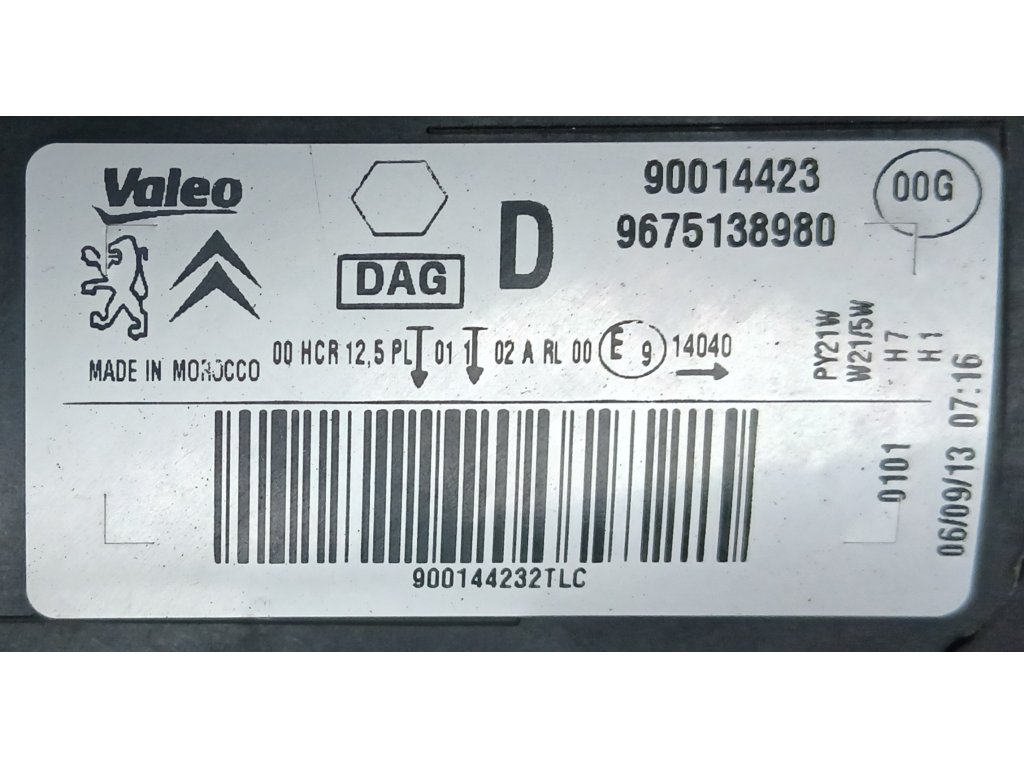 Valeo
90014423
00G
D
9675138980
DAG
00 HCR 12,5 PL 01 1 02 A RL 00 E 9 14040
MADE IN MOROCCO
PY21W
W21/5W
H7
H1
0101
06/09/13 07:16
900144232TLC